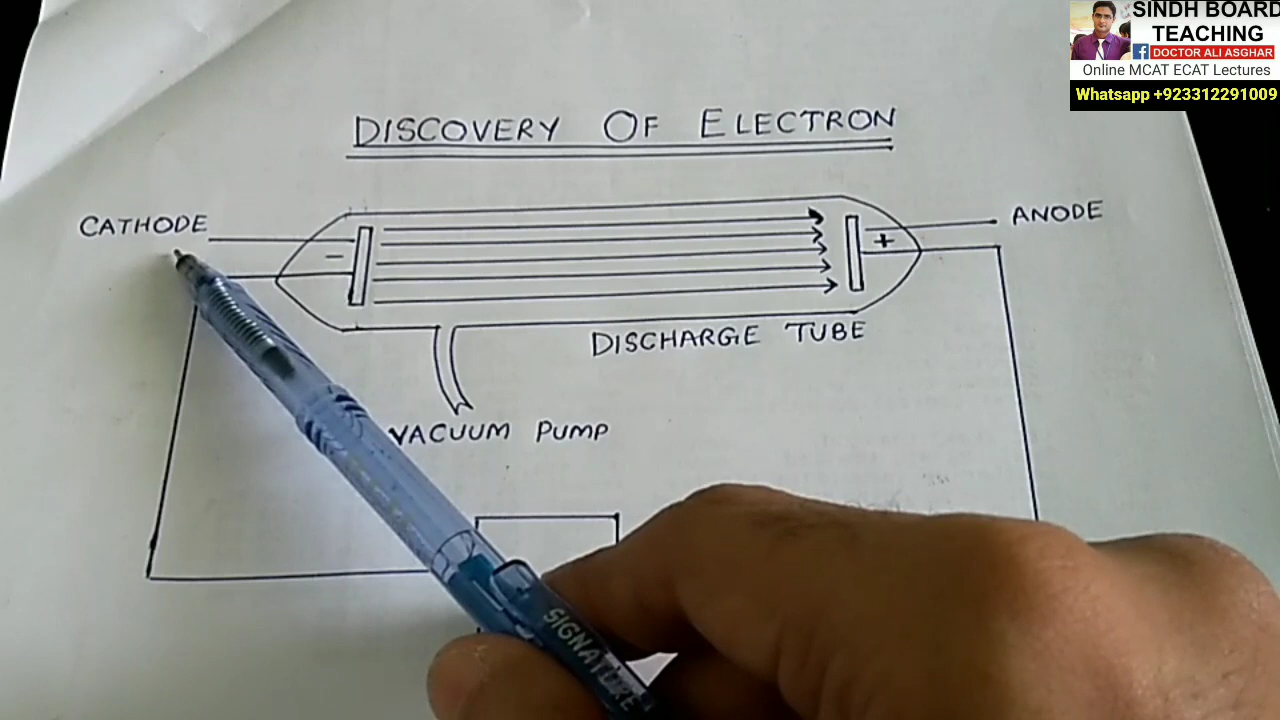 SINDH BOARD
TEACHING
f DOCTOR ALI ASGHAR
Online MCAT ECAT Lectures
Whatsapp +923312291009
DISCOVERY OF ELECTRON
CATHODE
ANODE
−
+
DISCHARGE TUBE
VACUUM PUMP
SIGNATURE